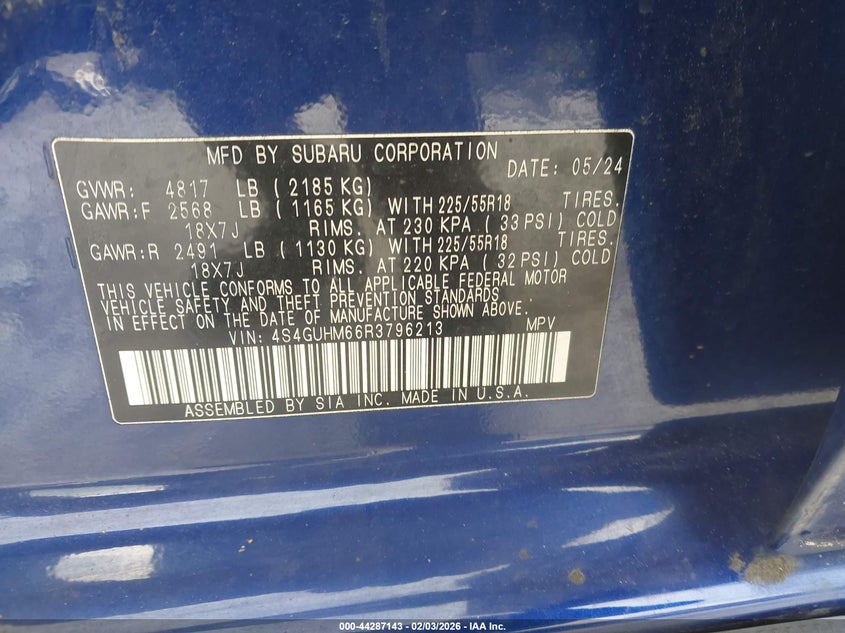 MFD BY SUBARU CORPORATION DATE: 05/24
GVWR: 4817 LB ( 2185 KG)
GAWR:F 2568 LB ( 1165 KG) WITH 225/55R18 TIRES.
18X7J RIMS. AT 230 KPA ( 33 PSI) COLD
GAWR:R 2491 LB ( 1130 KG) WITH 225/55R18 TIRES.
18X7J RIMS. AT 220 KPA ( 32 PSI) COLD
THIS VEHICLE CONFORMS TO ALL APPLICABLE FEDERAL MOTOR
VEHICLE SAFETY AND THEFT PREVENTION STANDARDS
IN EFFECT ON THE DATE OF MANUFACTURE SHOWN ABOVE.
VIN: 4S4GUHM66R3796213 MPV
ASSEMBLED BY SIA INC. MADE IN U.S.A.
000-44287143 - 02/03/2026 - IAA Inc.